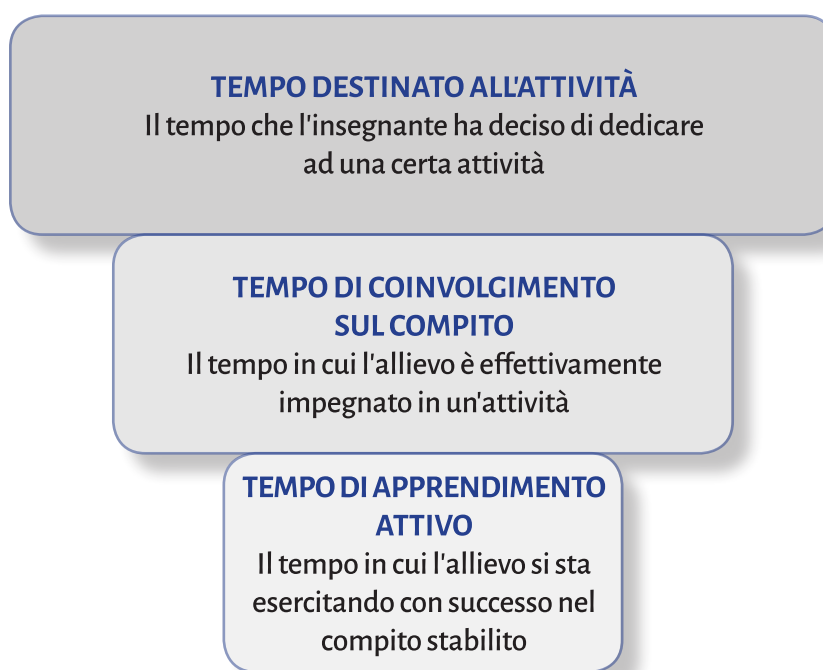 TEMPO DESTINATO ALL'ATTIVITÀ
Il tempo che l'insegnante ha deciso di dedicare
ad una certa attività
TEMPO DI COINVOLGIMENTO
SUL COMPITO
Il tempo in cui l'allievo è effettivamente
impegnato in un'attività
TEMPO DI APPRENDIMENTO
ATTIVO
Il tempo in cui l'allievo si sta
esercitando con successo nel
compito stabilito